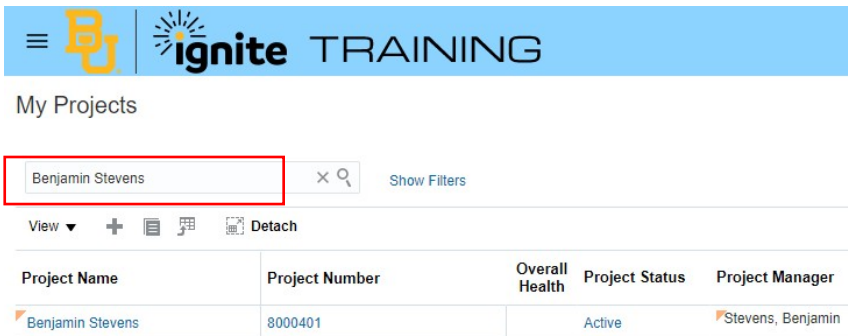 BU ignite TRAINING
My Projects
Benjamin Stevens Show Filters
View Detach
Project Name Project Number Overall Health Project Status Project Manager
Benjamin Stevens 8000401 Active Stevens, Benjamin